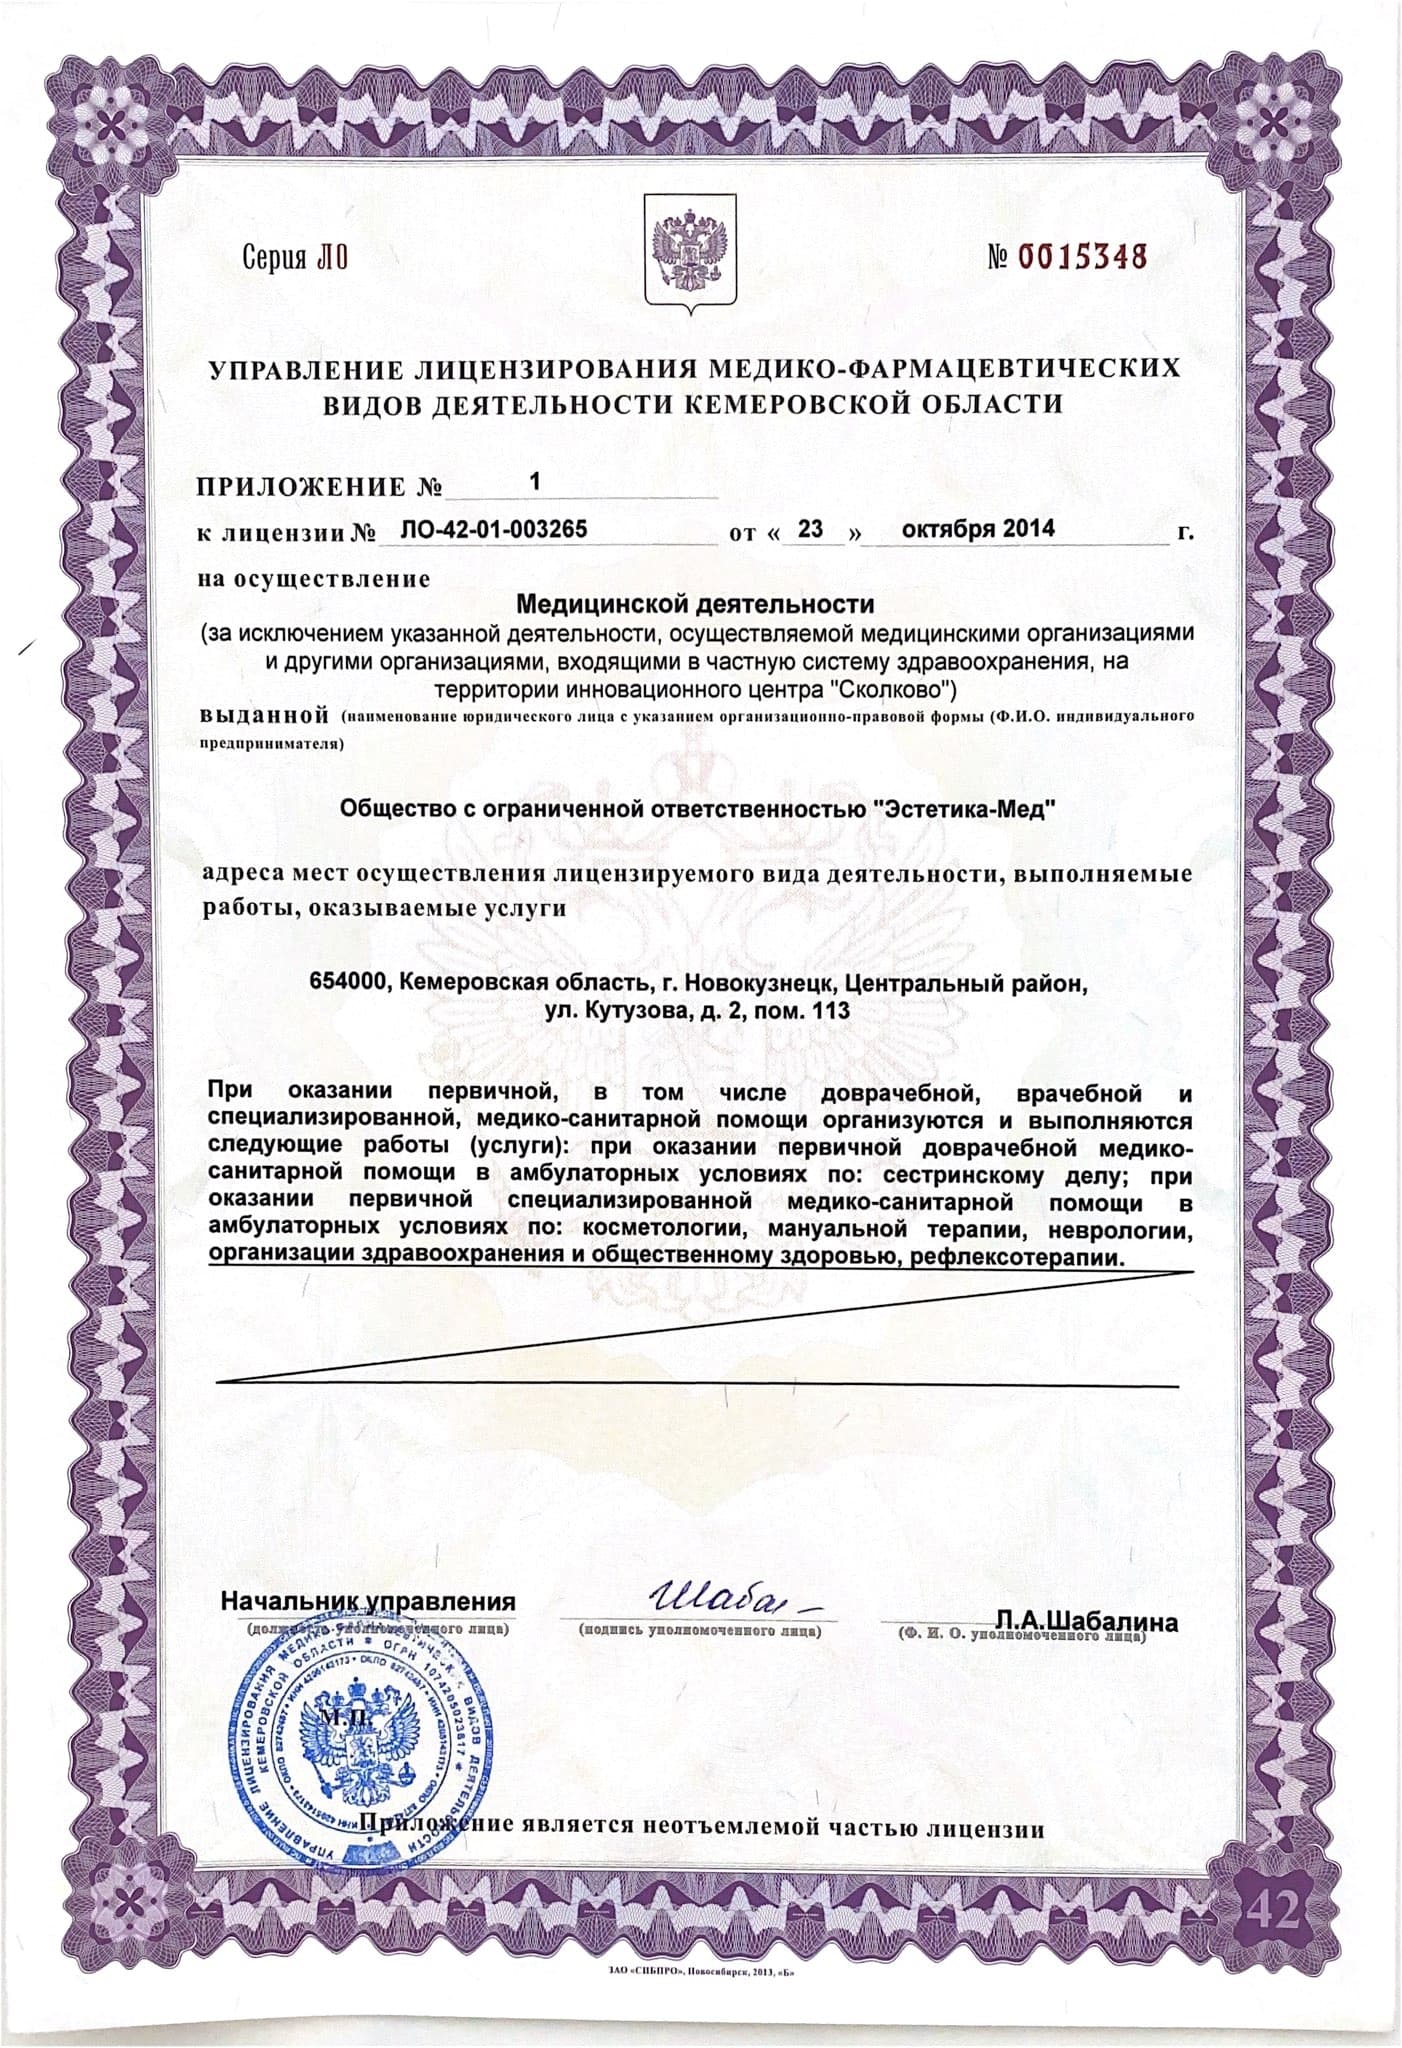 Серия ЛО
№ 0015348
УПРАВЛЕНИЕ ЛИЦЕНЗИРОВАНИЯ МЕДИКО-ФАРМАЦЕВТИЧЕСКИХ
ВИДОВ ДЕЯТЕЛЬНОСТИ КЕМЕРОВСКОЙ ОБЛАСТИ
ПРИЛОЖЕНИЕ № 1
к лицензии № ЛО-42-01-003265 от « 23 » октября 2014 г.
на осуществление
Медицинской деятельности
(за исключением указанной деятельности, осуществляемой медицинскими организациями
и другими организациями, входящими в частную систему здравоохранения, на
территории инновационного центра "Сколково")
выданной (наименование юридического лица с указанием организационно-правовой формы (Ф.И.О. индивидуального
предпринимателя)
Общество с ограниченной ответственностью "Эстетика-Мед"
адреса мест осуществления лицензируемого вида деятельности, выполняемые
работы, оказываемые услуги
654000, Кемеровская область, г. Новокузнецк, Центральный район,
ул. Кутузова, д. 2, пом. 113
При оказании первичной, в том числе доврачебной, врачебной и
специализированной, медико-санитарной помощи организуются и выполняются
следующие работы (услуги): при оказании первичной доврачебной медико-
санитарной помощи в амбулаторных условиях по: сестринскому делу; при
оказании первичной специализированной медико-санитарной помощи в
амбулаторных условиях по: косметологии, мануальной терапии, неврологии,
организации здравоохранения и общественному здоровью, рефлексотерапии.
Начальник управления
(должность уполномоченного лица)
Шабал
(подпись уполномоченного лица)
Л.А.Шабалина
(Ф. И. О. уполномоченного лица)
УПРАВЛЕНИЕ ЛИЦЕНЗИРОВАНИЯ МЕДИКО-ФАРМАЦЕВТИЧЕСКИХ ВИДОВ ДЕЯТЕЛЬНОСТИ
КЕМЕРОВСКОЙ ОБЛАСТИ * ОГРН 1074205023817 *
М.П.
Приложение является неотъемлемой частью лицензии
42
ЗАО «СИБПРО», Новосибирск, 2013, «Б»